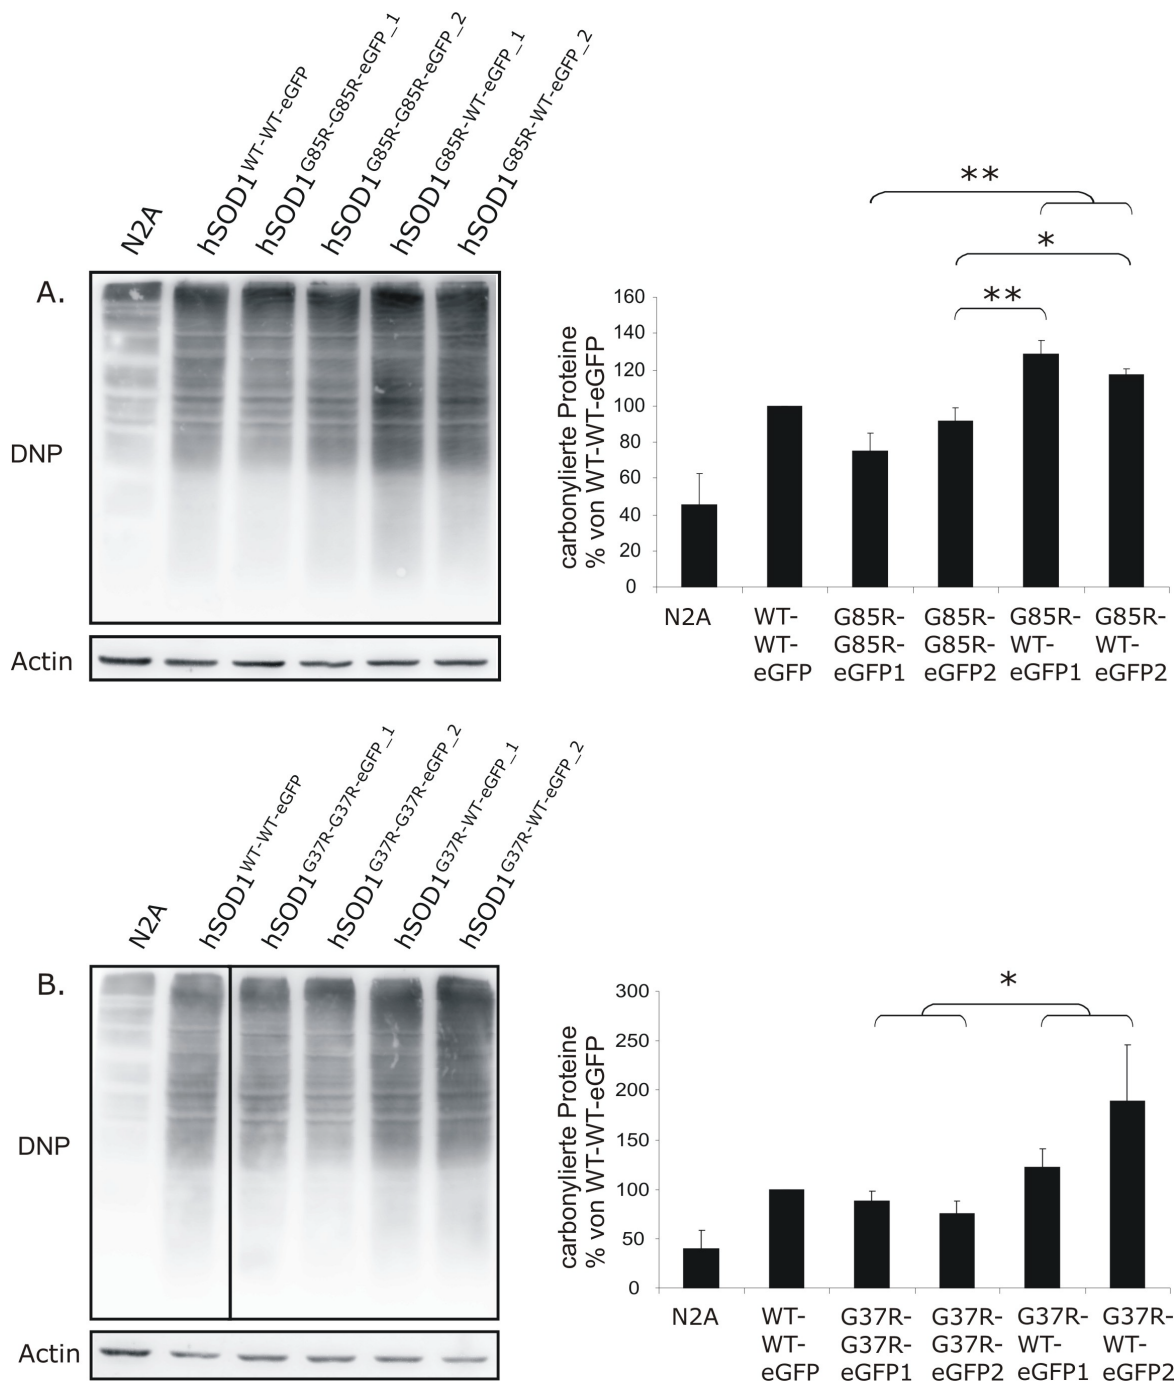 N2A
hSOD1WT-WT-eGFP
hSOD1G85R-G85R-eGFP_1
hSOD1G85R-G85R-eGFP_2
hSOD1G85R-WT-eGFP_1
hSOD1G85R-WT-eGFP_2
A.
DNP
Actin
**
*
**
carbonylierte Proteine
% von WT-WT-eGFP
160
140
120
100
80
60
40
20
0
N2A
WT-
WT-
eGFP
G85R-
G85R-
eGFP1
G85R-
G85R-
eGFP2
G85R-
WT-
eGFP1
G85R-
WT-
eGFP2
N2A
hSOD1WT-WT-eGFP
hSOD1G37R-G37R-eGFP_1
hSOD1G37R-G37R-eGFP_2
hSOD1G37R-WT-eGFP_1
hSOD1G37R-WT-eGFP_2
B.
DNP
Actin
*
carbonylierte Proteine
% von WT-WT-eGFP
300
250
200
150
100
50
0
N2A
WT-
WT-
eGFP
G37R-
G37R-
eGFP1
G37R-
G37R-
eGFP2
G37R-
WT-
eGFP1
G37R-
WT-
eGFP2